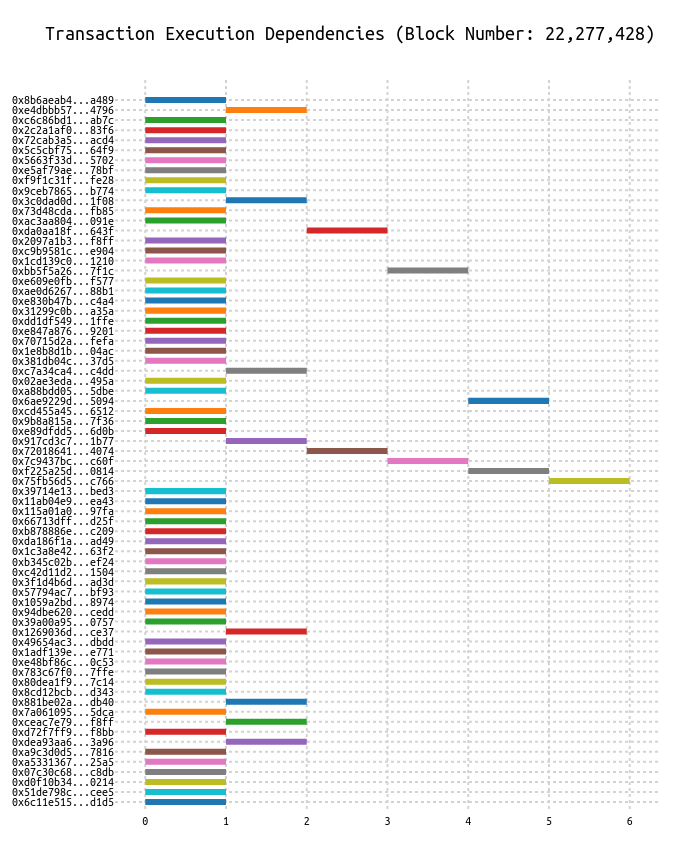 Transaction Execution Dependencies (Block Number: 22,277,428)
0x8b6aeab4...a489
0xe4dbbb57...4796
0xc6c86bd1...ab7c
0x2c2a1af0...83f6
0x72cab3a5...acd4
0x5c5cbf75...64f9
0x5663f33d...5702
0xe5af79ae...78bf
0xf9f1c31f...fe28
0x9ceb7865...b774
0x3c0dad0d...1f08
0x73d48cda...fb85
0xac3aa804...091e
0xda0aa18f...643f
0x2097a1b3...f8ff
0xc9b9581c...e904
0x1cd139c0...1210
0xbb5f5a26...7f1c
0xe609e0fb...f577
0xae0d6267...88b1
0xe830b47b...c4a4
0x31299c0b...a35a
0xdd1df549...1ffe
0xe847a876...9201
0x70715d2a...fefa
0x1e8b8d1b...04ac
0x381db04c...37d5
0xc7a34ca4...c4dd
0x02ae3eda...495a
0xa88bdd05...5dbe
0x6ae9229d...5094
0xcd455a45...6512
0x9b8a815a...7f36
0xe89dfdd5...6d0b
0x917cd3c7...1b77
0x72018641...4074
0x7c9437bc...c60f
0xf225a25d...0814
0x75fb56d5...c766
0x39714e13...bed3
0x11ab04e9...ea43
0x115a01a0...97fa
0x66713dff...d25f
0xb878886e...c209
0xda186f1a...ad49
0x1c3a8e42...63f2
0xb345c02b...ef24
0xc42d11d2...1504
0x3f1d4b6d...ad3d
0x57794ac7...bf93
0x1059a2bd...8974
0x94dbe620...cedd
0x39a00a95...0757
0x1269036d...ce37
0x49654ac3...dbdd
0x1adf139e...e771
0xe48bf86c...0c53
0x783c67f0...7ffe
0x80dea1f9...7c14
0x8cd12bcb...d343
0x881be02a...db40
0x7a061095...5dca
0xceac7e79...f8ff
0xd72f7ff9...f8bb
0xdea93aa6...3a96
0xa9c3d0d5...7816
0xa5331367...25a5
0x07c30c68...c8db
0xd0f10b34...0214
0x51de798c...cee5
0x6c11e515...d1d5
0 1 2 3 4 5 6